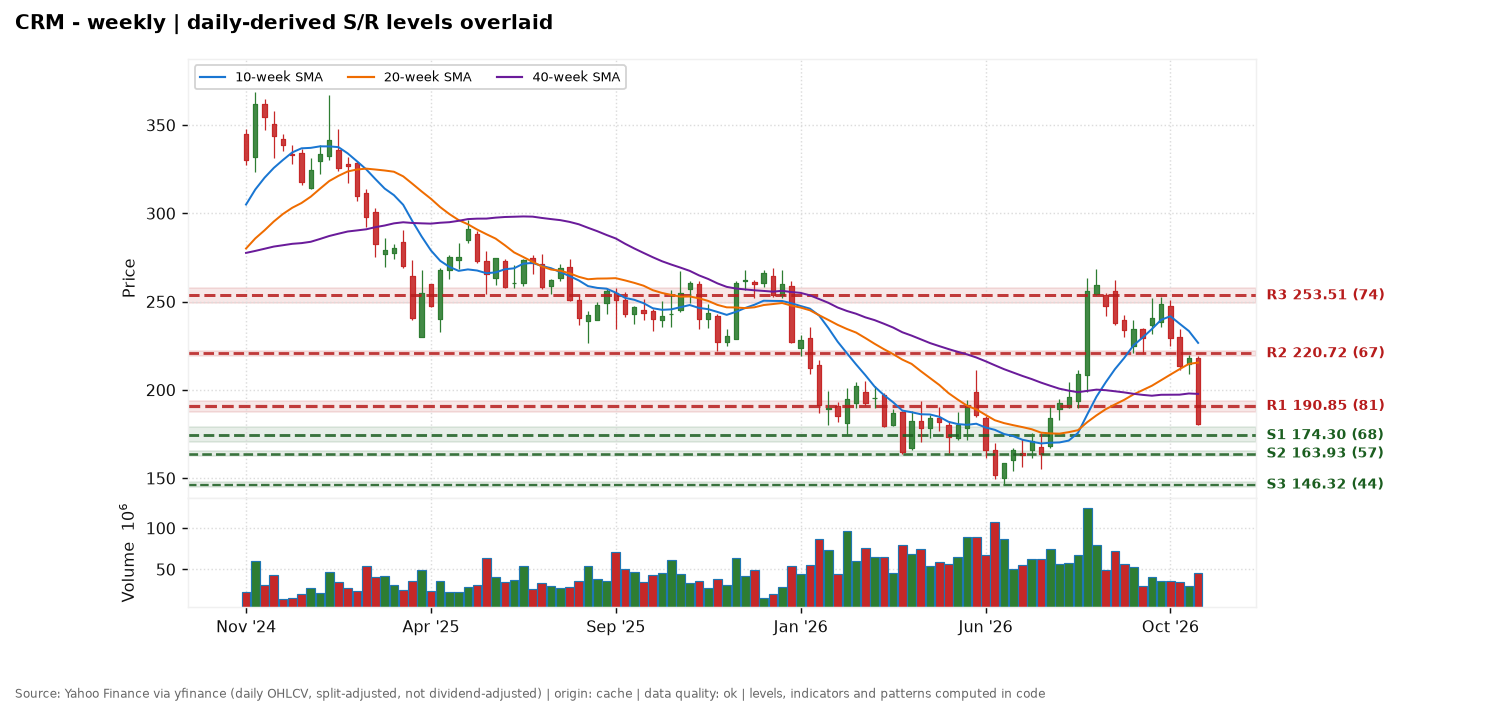 CRM - weekly | daily-derived S/R levels overlaid
10-week SMA 20-week SMA 40-week SMA
Price
350
300
250
200
150
R3 253.51 (74)
R2 220.72 (67)
R1 190.85 (81)
S1 174.30 (68)
S2 163.93 (57)
S3 146.32 (44)
Volume 10⁶
100
50
Nov '24 Apr '25 Sep '25 Jan '26 Jun '26 Oct '26
Source: Yahoo Finance via yfinance (daily OHLCV, split-adjusted, not dividend-adjusted) | origin: cache | data quality: ok | levels, indicators and patterns computed in code